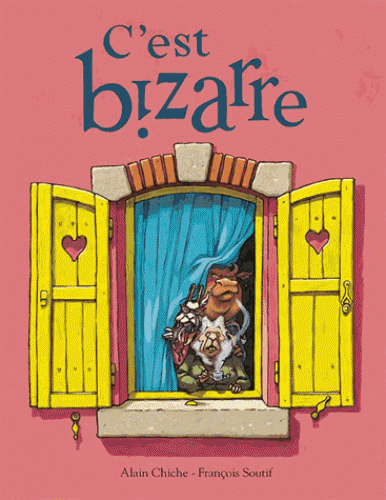 C'est
bizarre
Alain Chiche - François Soutif